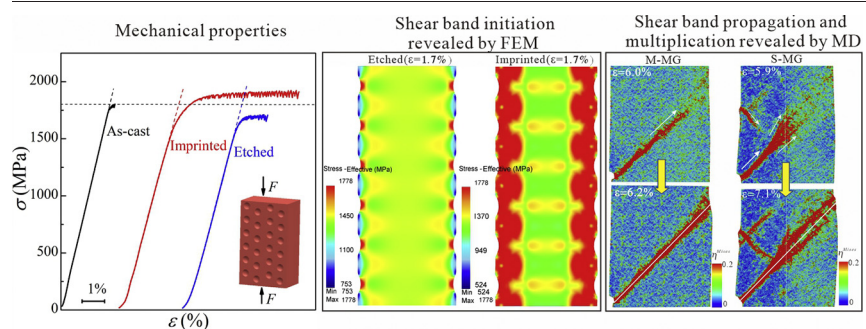 Mechanical properties
2000
1500
1000
500
0
σ (MPa)
As-cast
Imprinted
Etched
F
F
1%
ε (%)
Shear band initiation
revealed by FEM
Etched(ε=1.7%)
Imprinted(ε=1.7%)
Stress -Effective (MPa)
1778
1450
1100
753
Min 753
Max 1778
Stress -Effective (MPa)
1778
1370
949
524
Min 524
Max 1778
Shear band propagation and
multiplication revealed by MD
M-MG
S-MG
ε=6.0%
ε=5.9%
ε=6.2%
ε=7.1%
0.2
0
0.2
0